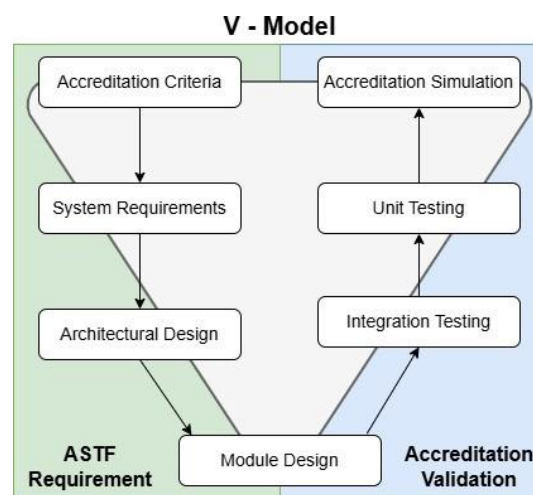 V - Model
Accreditation Criteria
Accreditation Simulation
System Requirements
Unit Testing
Architectural Design
Integration Testing
ASTF
Requirement
Module Design
Accreditation
Validation